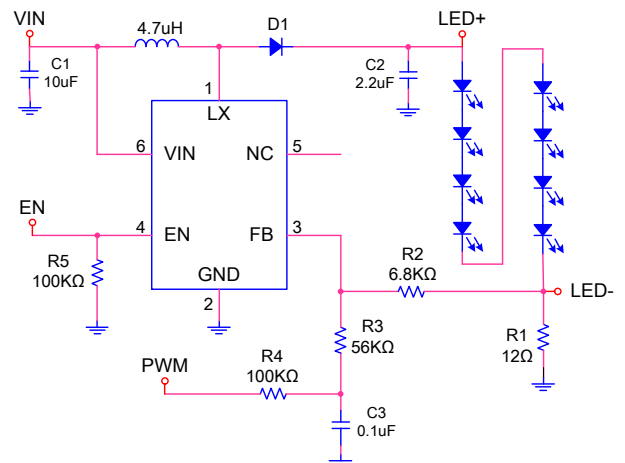 VIN
4.7uH
D1
LED+
C1
10uF
C2
2.2uF
1
LX
6
VIN
NC
5
EN
4
EN
FB
3
R5
100KΩ
GND
2
R2
6.8KΩ
LED-
R3
56KΩ
R1
12Ω
PWM
R4
100KΩ
C3
0.1uF